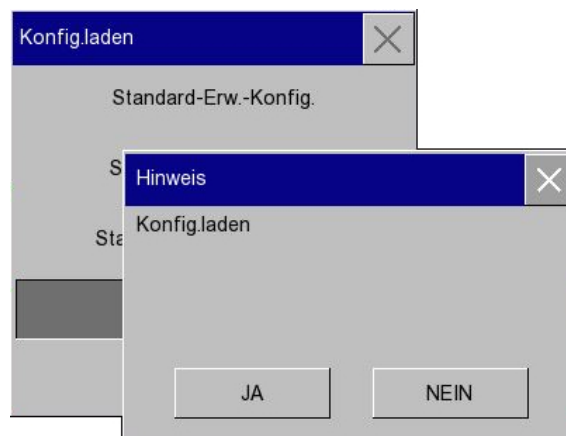 Konfig.laden
Standard-Erw.-Konfig.
Hinweis
Konfig.laden
JA
NEIN